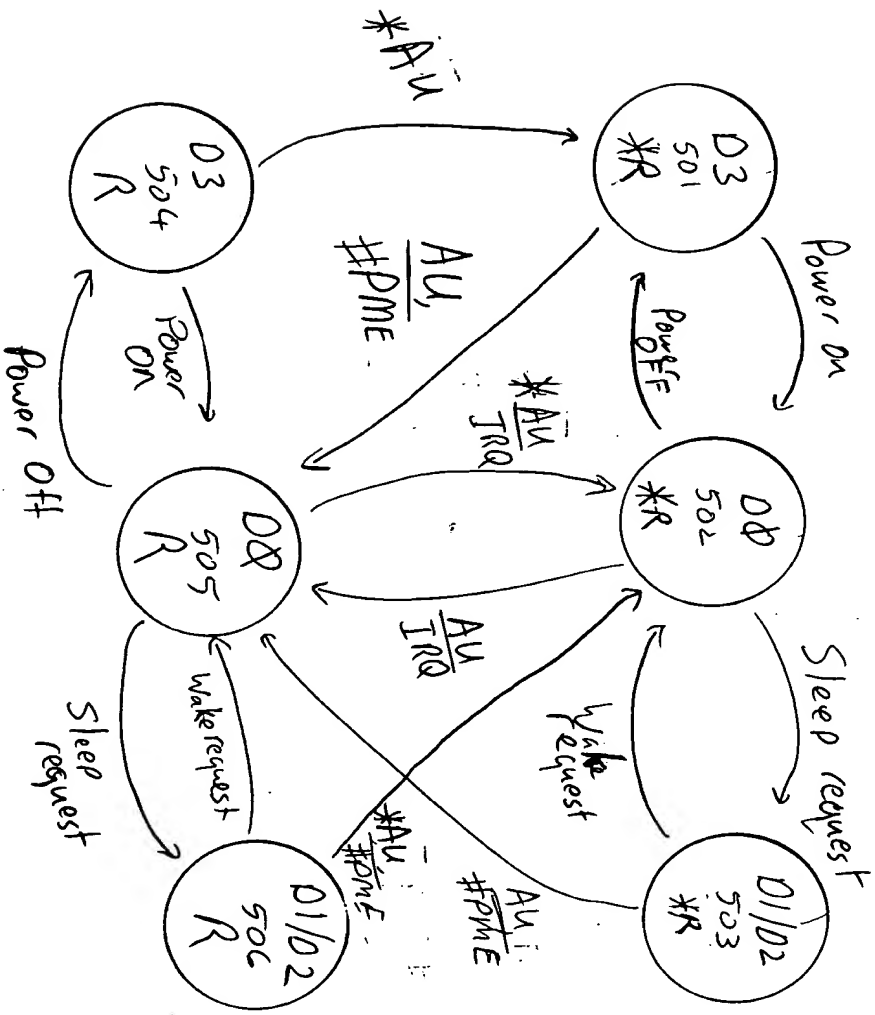 Power on
Sleep request
D3
501
*R
DØ
502
*R
D1/D2
503
*R
Power
OFF
Wake
request
*AU
AU,
#PME
*AU
IRQ
AU
IRQ
AU
#PME
*AU
#PME
D3
504
R
Power
on
DØ
505
R
Wake request
D1/D2
506
R
Power Off
Sleep
request